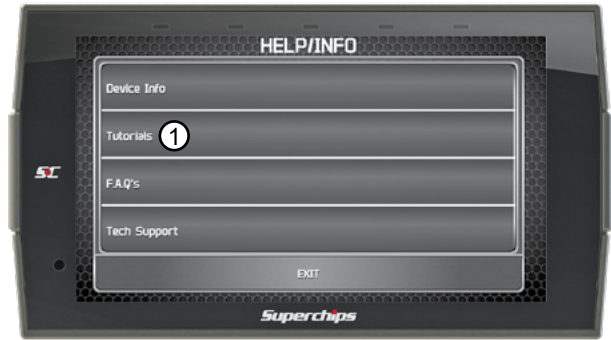 HELP/INFO
Device Info
Tutorials 1
F.A.Q's
Tech Support
EXIT
SC
Superchips